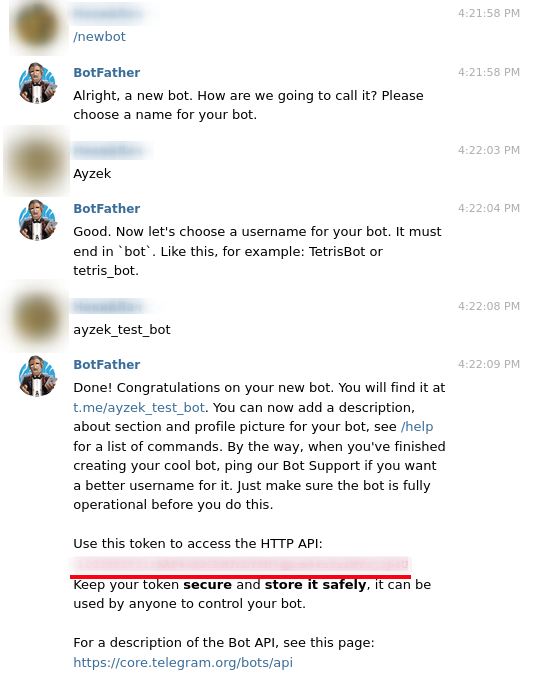 4:21:58 PM
/newbot
BotFather 4:21:58 PM
Alright, a new bot. How are we going to call it? Please
choose a name for your bot.
4:22:03 PM
Ayzek
BotFather 4:22:04 PM
Good. Now let's choose a username for your bot. It must
end in `bot`. Like this, for example: TetrisBot or
tetris_bot.
4:22:08 PM
ayzek_test_bot
BotFather 4:22:09 PM
Done! Congratulations on your new bot. You will find it at
t.me/ayzek_test_bot. You can now add a description,
about section and profile picture for your bot, see /help
for a list of commands. By the way, when you've finished
creating your cool bot, ping our Bot Support if you want
a better username for it. Just make sure the bot is fully
operational before you do this.
Use this token to access the HTTP API:
Keep your token secure and store it safely, it can be
used by anyone to control your bot.
For a description of the Bot API, see this page:
https://core.telegram.org/bots/api